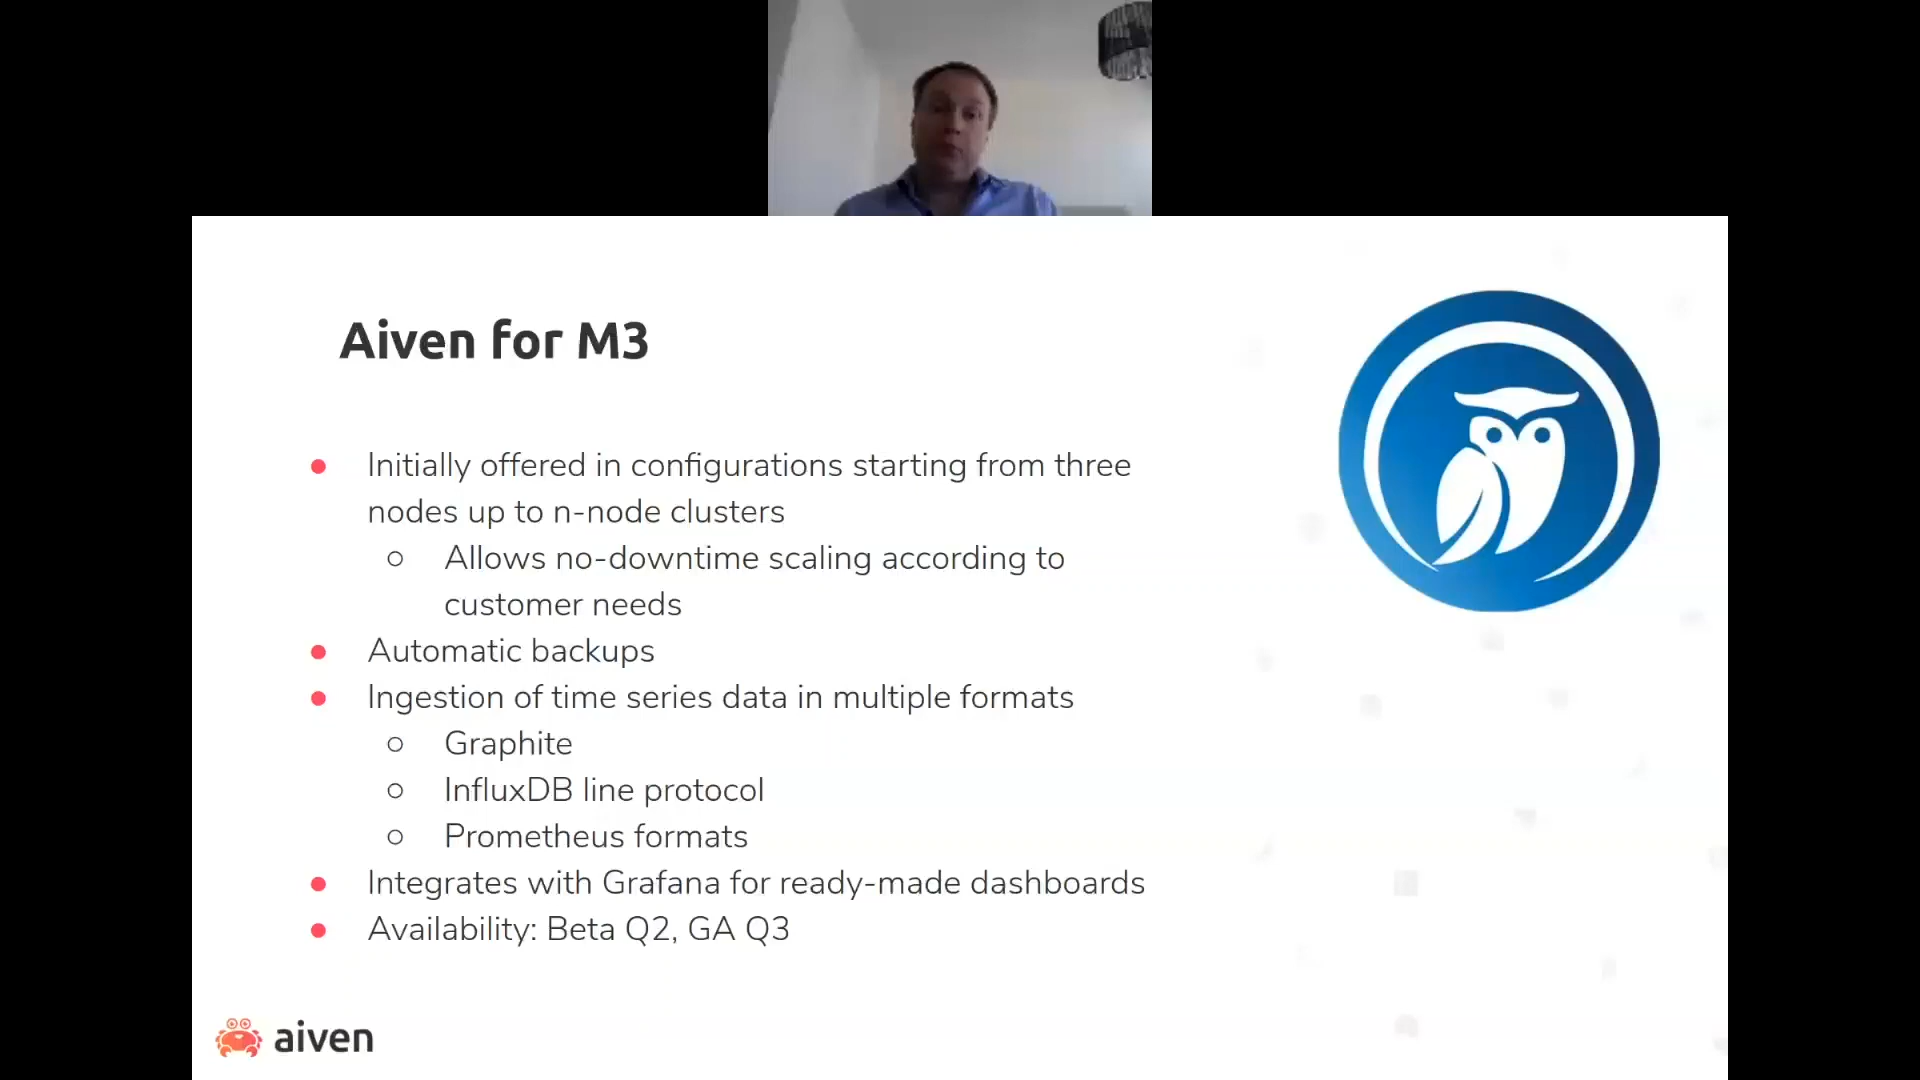 Aiven for M3
Initially offered in configurations starting from three
nodes up to n-node clusters
Allows no-downtime scaling according to
customer needs
Automatic backups
Ingestion of time series data in multiple formats
Graphite
InfluxDB line protocol
Prometheus formats
Integrates with Grafana for ready-made dashboards
Availability: Beta Q2, GA Q3
aiven